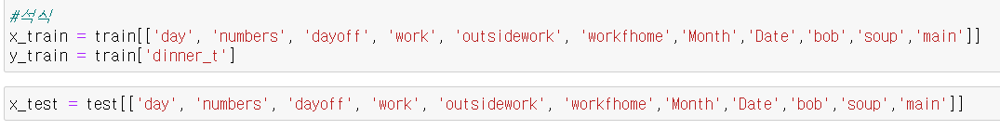 #석식
x_train = train[['day', 'numbers', 'dayoff', 'work', 'outsidework', 'workfhome','Month','Date','bob','soup','main']]
y_train = train['dinner_t']
x_test = test[['day', 'numbers', 'dayoff', 'work', 'outsidework', 'workfhome','Month','Date','bob','soup','main']]